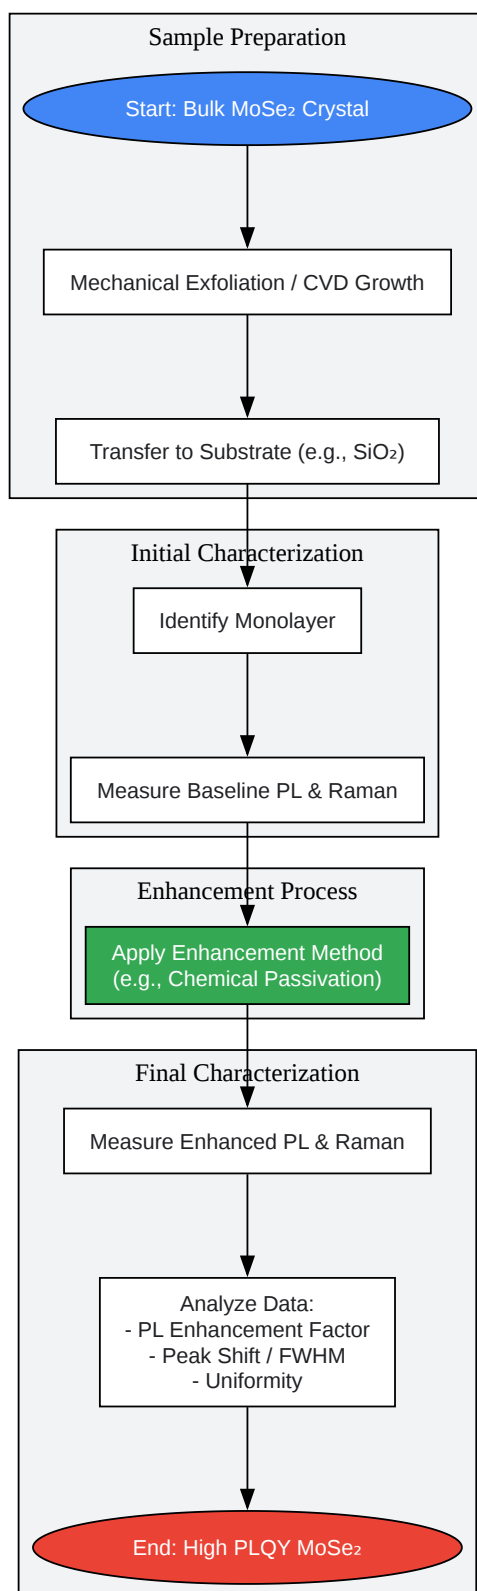 Sample Preparation
Start: Bulk MoSe₂ Crystal
Mechanical Exfoliation / CVD Growth
Transfer to Substrate (e.g., SiO₂)
Initial Characterization
Identify Monolayer
Measure Baseline PL & Raman
Enhancement Process
Apply Enhancement Method
(e.g., Chemical Passivation)
Final Characterization
Measure Enhanced PL & Raman
Analyze Data:
- PL Enhancement Factor
- Peak Shift / FWHM
- Uniformity
End: High PLQY MoSe₂